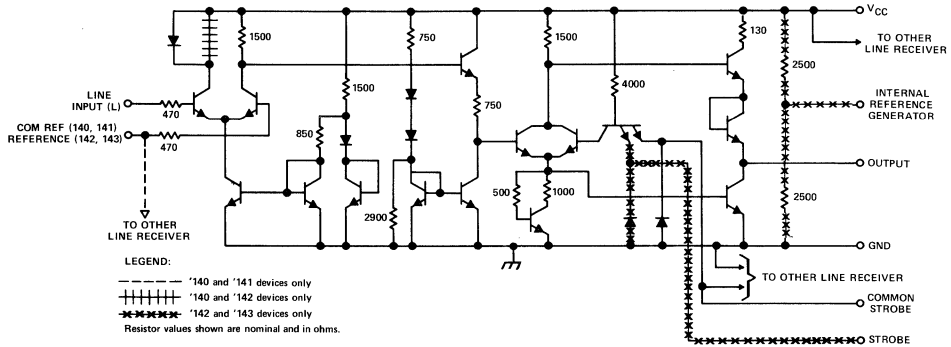 V CC
1500
750
1500
130
TO OTHER
LINE RECEIVER
2500
4000
1500
LINE
INPUT (L)
470
750
INTERNAL
REFERENCE
GENERATOR
COM REF (140, 141)
REFERENCE (142, 143)
470
850
OUTPUT
500
1000
2500
2900
TO OTHER
LINE RECEIVER
GND
LEGEND:
TO OTHER LINE RECEIVER
'140 and '141 devices only
'140 and '142 devices only
COMMON
STROBE
'142 and '143 devices only
Resistor values shown are nominal and in ohms.
STROBE